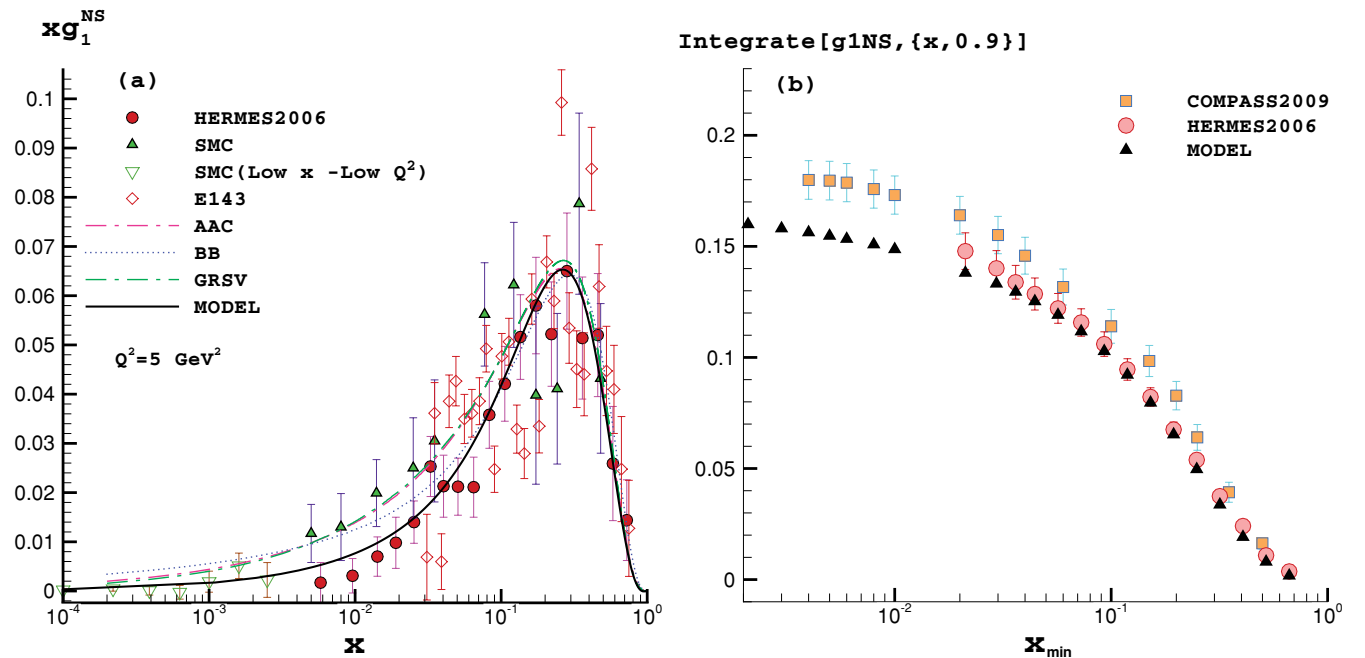 xg₁ᴺˢ
(a)
HERMES2006
SMC
SMC(Low x -Low Q²)
E143
AAC
BB
GRSV
MODEL
Q²=5 GeV²
0.1
0.09
0.08
0.07
0.06
0.05
0.04
0.03
0.02
0.01
0
10⁻⁴ 10⁻³ 10⁻² 10⁻¹ 10⁰
x
Integrate[g1NS,{x,0.9}]
(b)
COMPASS2009
HERMES2006
MODEL
0.2
0.15
0.1
0.05
0
10⁻² 10⁻¹ 10⁰
xmin